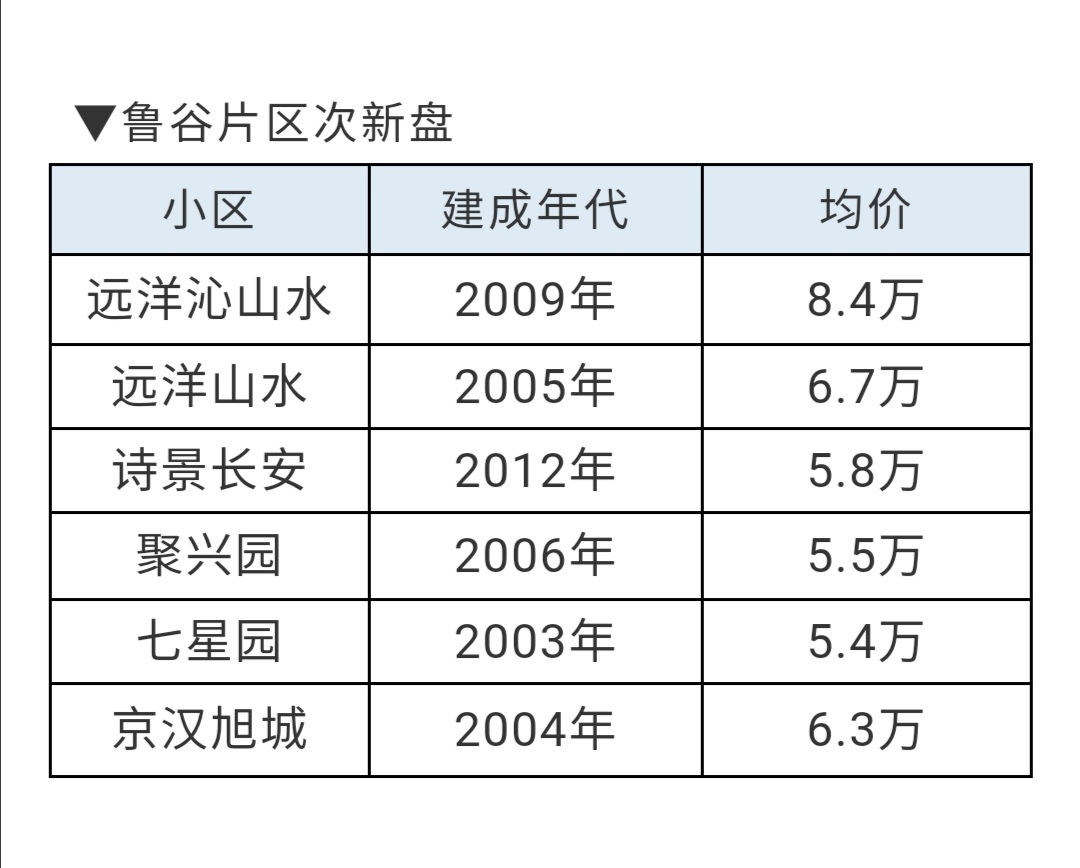 ▼鲁谷片区次新盘
小区 建成年代 均价
远洋沁山水 2009年 8.4万
远洋山水 2005年 6.7万
诗景长安 2012年 5.8万
聚兴园 2006年 5.5万
七星园 2003年 5.4万
京汉旭城 2004年 6.3万